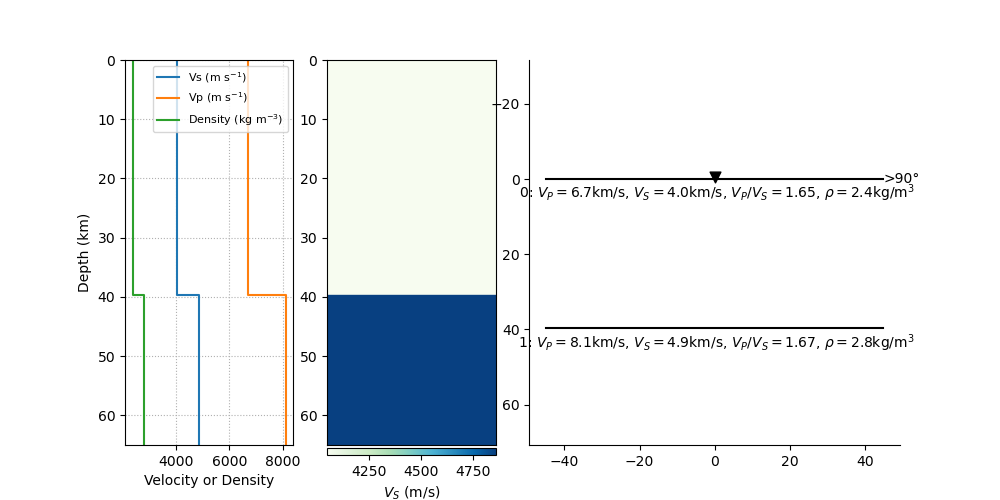 Vs (m s⁻¹)
Vp (m s⁻¹)
Density (kg m⁻³)
Depth (km)
0
10
20
30
40
50
60
4000 6000 8000
Velocity or Density
0
10
20
30
40
50
60
4250 4500 4750
V_S (m/s)
−20
0
20
40
60
>90°
0: V_P = 6.7km/s, V_S = 4.0km/s, V_P/V_S = 1.65, ρ = 2.4kg/m³
1: V_P = 8.1km/s, V_S = 4.9km/s, V_P/V_S = 1.67, ρ = 2.8kg/m³
−40 −20 0 20 40